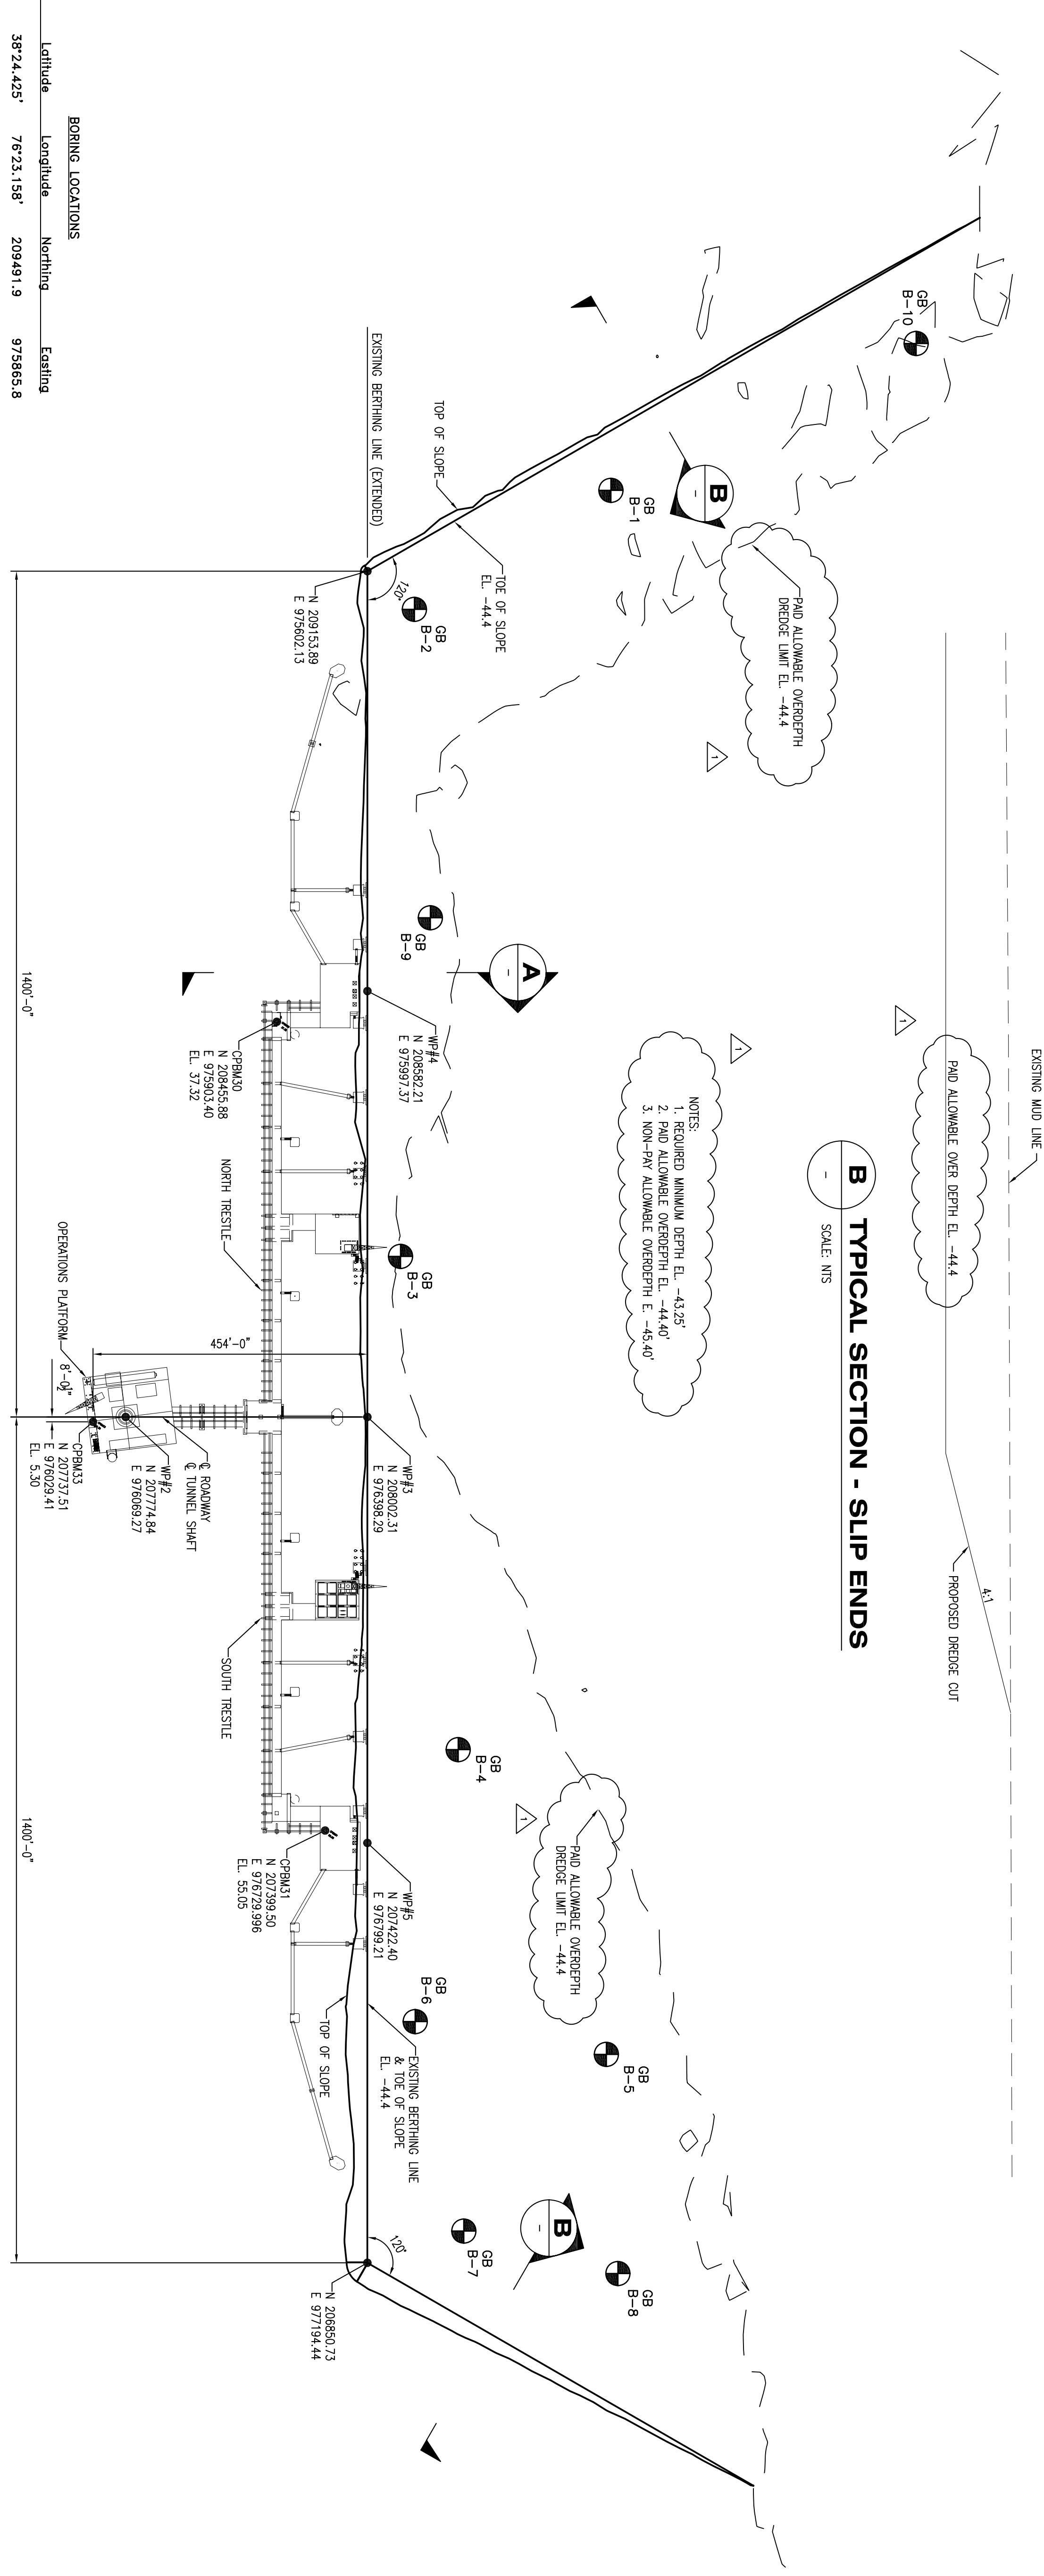 EXISTING MUD LINE
PAID ALLOWABLE OVER DEPTH EL. -44.4
1
4:1
PROPOSED DREDGE CUT
B
-
TYPICAL SECTION - SLIP ENDS
SCALE: NTS
GB
B-10
PAID ALLOWABLE OVERDEPTH
DREDGE LIMIT EL. -44.4
1
B
-
GB
B-1
1
NOTES:
1. REQUIRED MINIMUM DEPTH EL. -43.25'
2. PAID ALLOWABLE OVERDEPTH EL. -44.40'
3. NON-PAY ALLOWABLE OVERDEPTH E. -45.40'
PAID ALLOWABLE OVERDEPTH
DREDGE LIMIT EL. -44.4
1
GB
B-5
GB
B-8
B
-
TOE OF SLOPE
EL. -44.4
TOP OF SLOPE
EXISTING BERTHING LINE (EXTENDED)
120°
GB
B-2
N 209153.89
E 975602.13
GB
B-9
A
-
WP#4
N 208582.21
E 975997.37
GB
B-3
WP#3
N 208002.31
E 976398.29
GB
B-4
WP#5
N 207422.40
E 976799.21
GB
B-6
EXISTING BERTHING LINE
& TOE OF SLOPE
EL. -44.4
GB
B-7
120°
N 206850.73
E 977194.44
TOP OF SLOPE
CPBM30
N 208455.88
E 975903.40
EL. 37.32
NORTH TRESTLE
454'-0"
SOUTH TRESTLE
CPBM31
N 207399.50
E 976729.996
EL. 55.05
OPERATIONS PLATFORM
8'-0½"
℄ ROADWAY
℄ TUNNEL SHAFT
WP#2
N 207774.84
E 976069.27
CPBM33
N 207737.51
E 976029.41
EL. 5.30
1400'-0"
1400'-0"
BORING LOCATIONS
Latitude Longitude Northing Easting
38°24.425' 76°23.158' 209491.9 975865.8